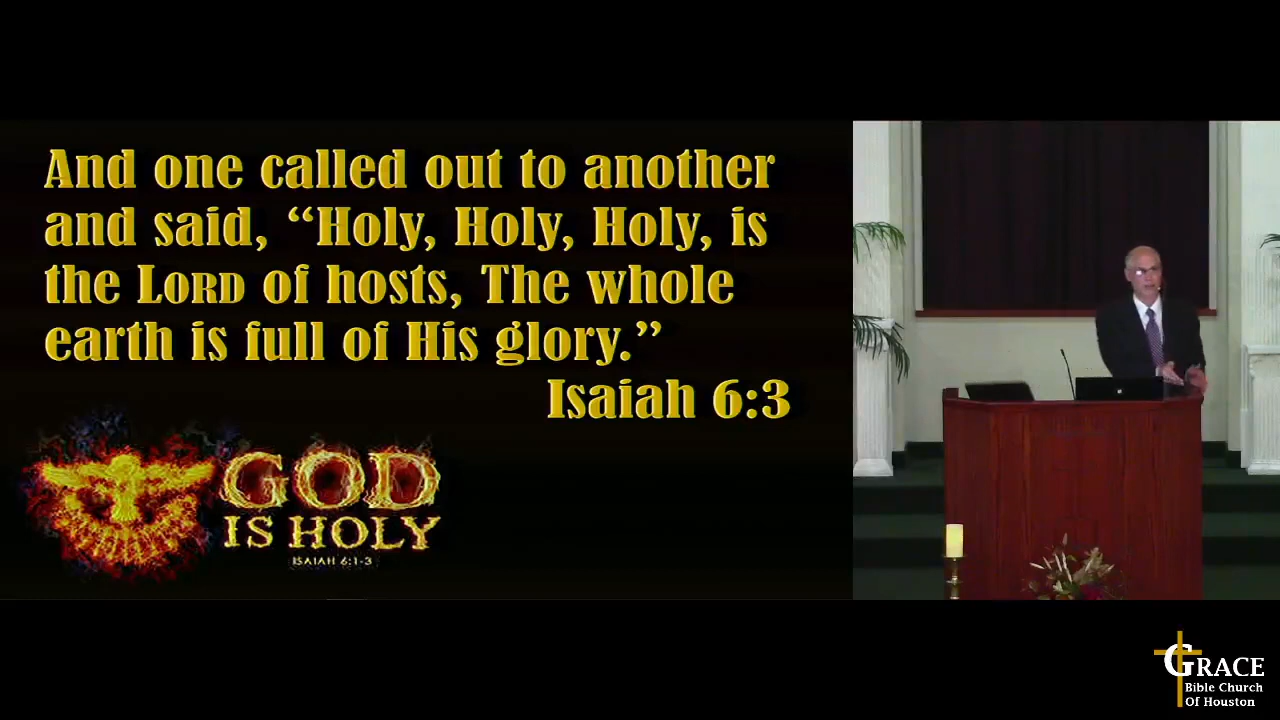 And one called out to another
and said, “Holy, Holy, Holy, is
the LORD of hosts, The whole
earth is full of His glory.”
Isaiah 6:3
GOD
IS HOLY
ISAIAH 6:1-3
GRACE
Bible Church
Of Houston